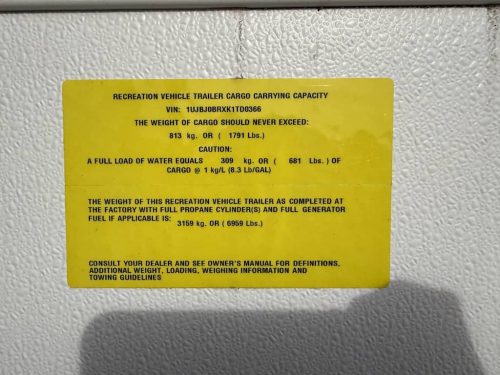 RECREATION VEHICLE TRAILER CARGO CARRYING CAPACITY
VIN: 1UJBJ0BRXK1TD0366
THE WEIGHT OF CARGO SHOULD NEVER EXCEED:
813 kg. OR ( 1791 Lbs.)
CAUTION:
A FULL LOAD OF WATER EQUALS 309 kg. OR ( 681 Lbs. ) OF
CARGO @ 1 kg/L (8.3 Lb/GAL)
THE WEIGHT OF THIS RECREATION VEHICLE TRAILER AS COMPLETED AT
THE FACTORY WITH FULL PROPANE CYLINDER(S) AND FULL GENERATOR
FUEL IF APPLICABLE IS: 3159 kg. OR ( 6959 Lbs.)
CONSULT YOUR DEALER AND SEE OWNER'S MANUAL FOR DEFINITIONS,
ADDITIONAL WEIGHT, LOADING, WEIGHING INFORMATION AND
TOWING GUIDELINES